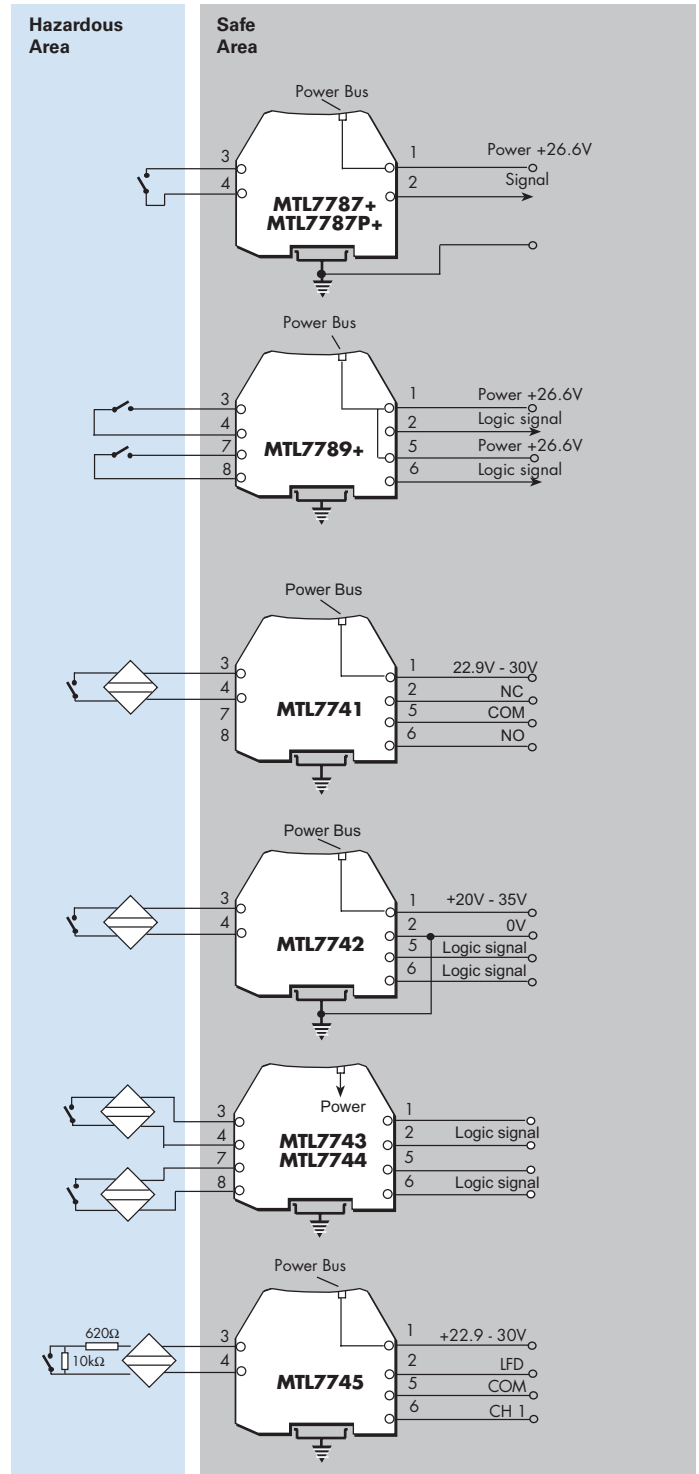 Hazardous
Area
Safe
Area
Power Bus
3
4
MTL7787+
MTL7787P+
1
Power +26.6V
2
Signal
Power Bus
3
4
7
8
MTL7789+
1
Power +26.6V
2
Logic signal
5
Power +26.6V
6
Logic signal
Power Bus
3
4
7
8
MTL7741
1
22.9V - 30V
2
NC
5
COM
6
NO
Power Bus
3
4
MTL7742
1
+20V - 35V
2
0V
5
Logic signal
6
Logic signal
Power
3
4
7
8
MTL7743
MTL7744
1
2
Logic signal
5
6
Logic signal
Power Bus
620Ω
10kΩ
3
4
MTL7745
1
+22.9 - 30V
2
LFD
5
COM
6
CH 1